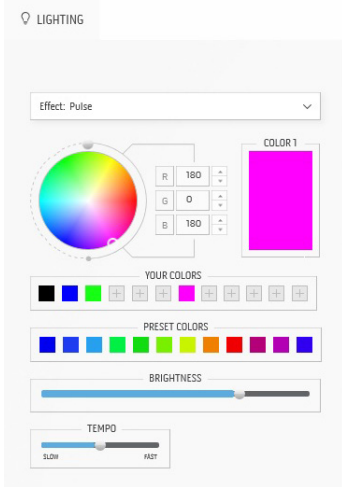 LIGHTING
Effect: Pulse
COLOR 1
R 180
G 0
B 180
YOUR COLORS
PRESET COLORS
BRIGHTNESS
TEMPO
SLOW FAST